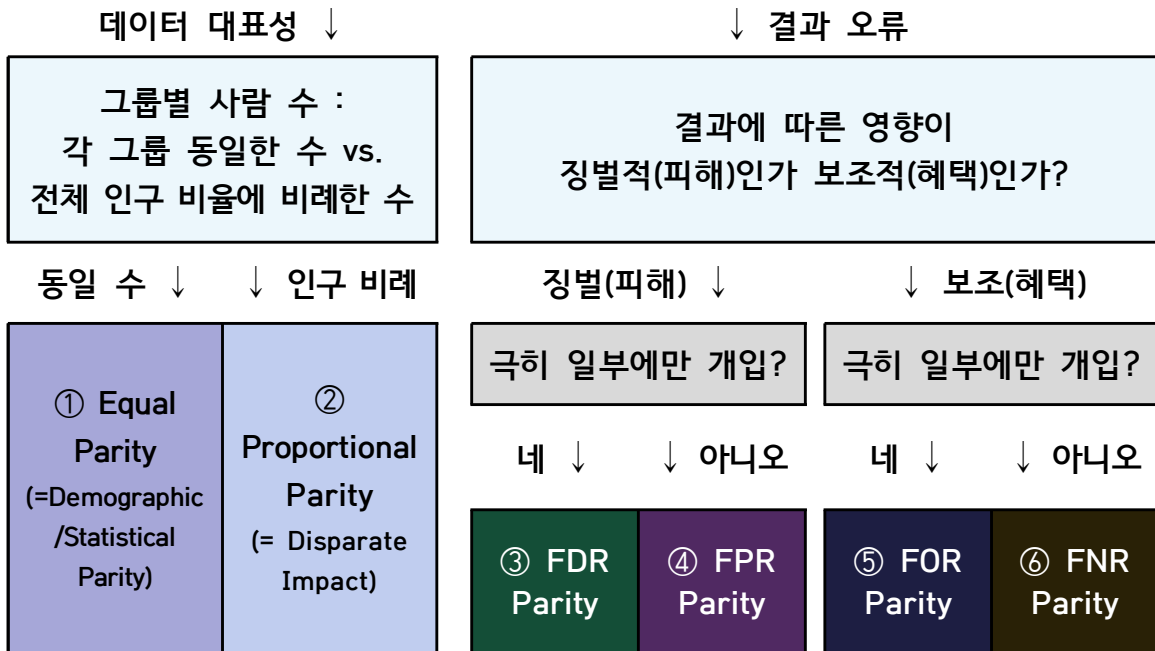 데이터 대표성 ↓
↓ 결과 오류
그룹별 사람 수 :
각 그룹 동일한 수 vs.
전체 인구 비율에 비례한 수
결과에 따른 영향이
징벌적(피해)인가 보조적(혜택)인가?
동일 수 ↓
↓ 인구 비례
징벌(피해) ↓
↓ 보조(혜택)
① Equal
Parity
(=Demographic
/Statistical
Parity)
②
Proportional
Parity
(= Disparate
Impact)
극히 일부에만 개입?
극히 일부에만 개입?
네 ↓
↓ 아니오
네 ↓
↓ 아니오
③ FDR
Parity
④ FPR
Parity
⑤ FOR
Parity
⑥ FNR
Parity